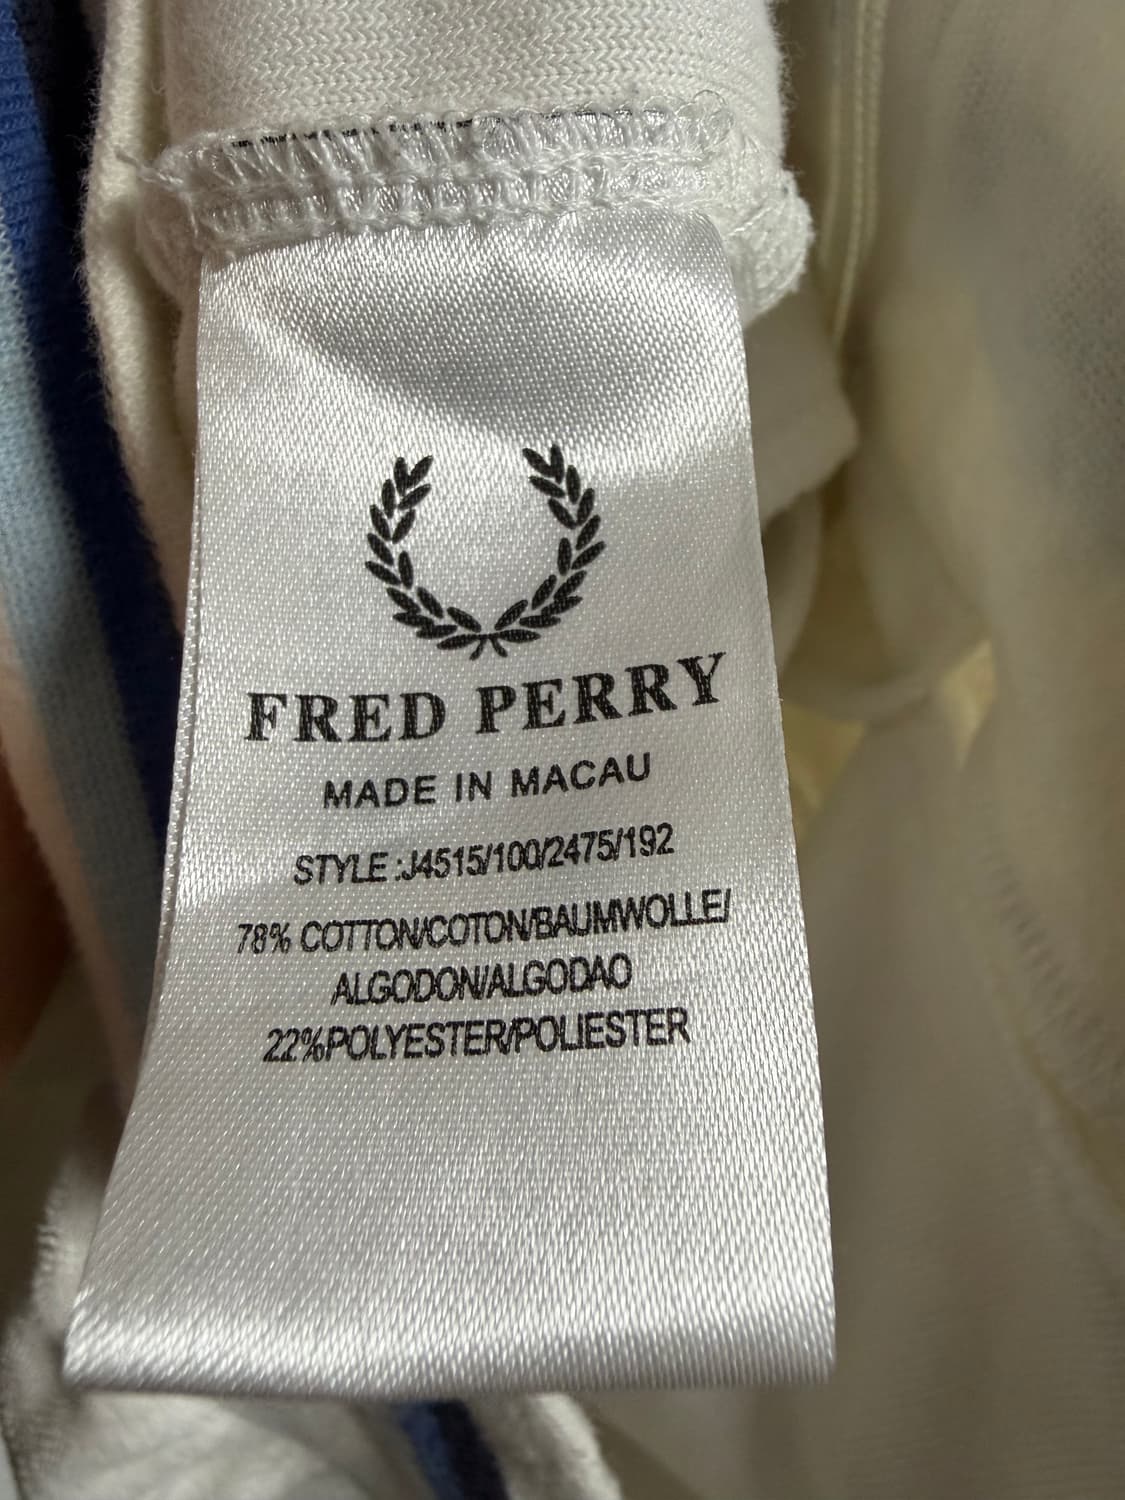 FRED PERRY
MADE IN MACAU
STYLE :J4515/100/2475/192
78% COTTON/COTON/BAUMWOLLE/
ALGODON/ALGODAO
22%POLYESTER/POLIESTER